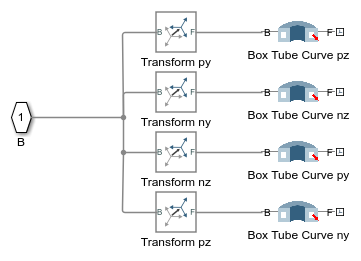 B F B F
Transform py Box Tube Curve pz
B F B F
Transform ny Box Tube Curve nz
1
B
B F B F
Transform nz Box Tube Curve py
B F B F
Transform pz Box Tube Curve ny